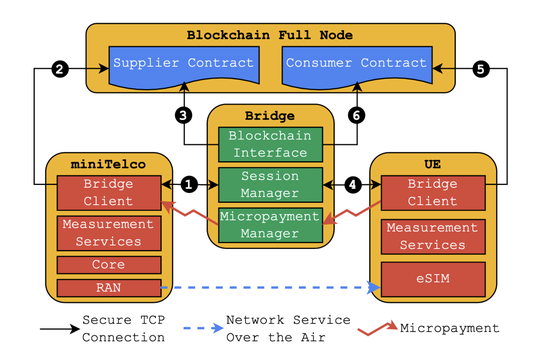 Blockchain Full Node
Supplier Contract
Consumer Contract
2
5
3
6
Bridge
Blockchain
Interface
Session
Manager
Micropayment
Manager
1
4
miniTelco
Bridge
Client
Measurement
Services
Core
RAN
UE
Bridge
Client
Measurement
Services
eSIM
Secure TCP
Connection
Network Service
Over the Air
Micropayment